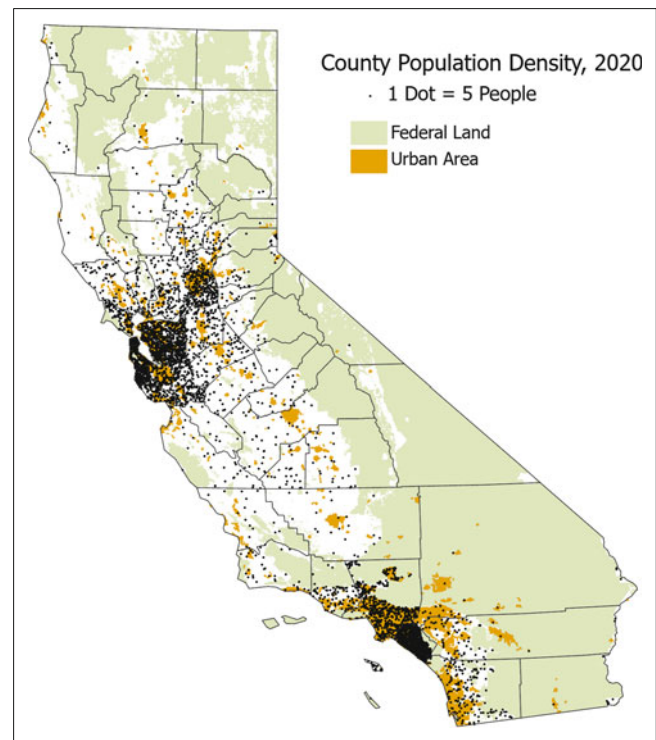 County Population Density, 2020
1 Dot = 5 People
Federal Land
Urban Area